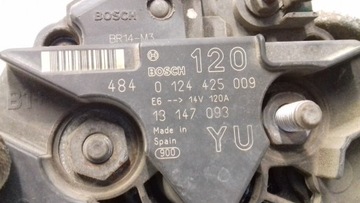 BOSCH
BR14-M3
BOSCH 120
484 0 124 425 009
E6 --> 14V 120A
13 147 093
Made in
Spain
YU
900